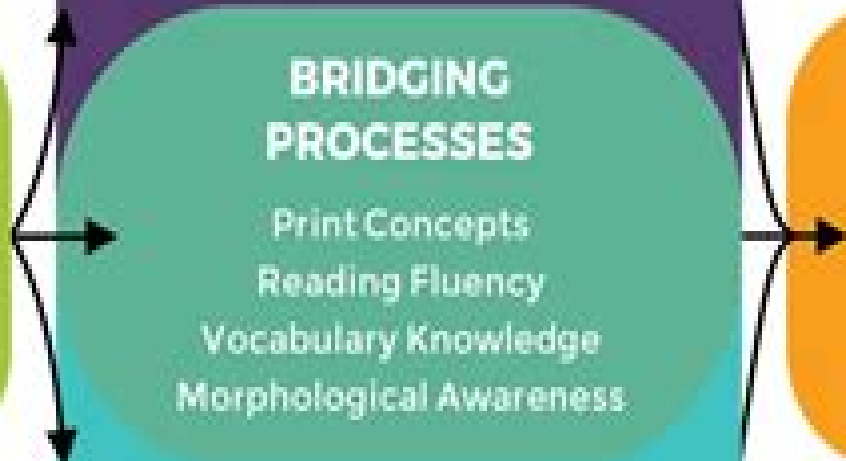 BRIDGING
PROCESSES
Print Concepts
Reading Fluency
Vocabulary Knowledge
Morphological Awareness